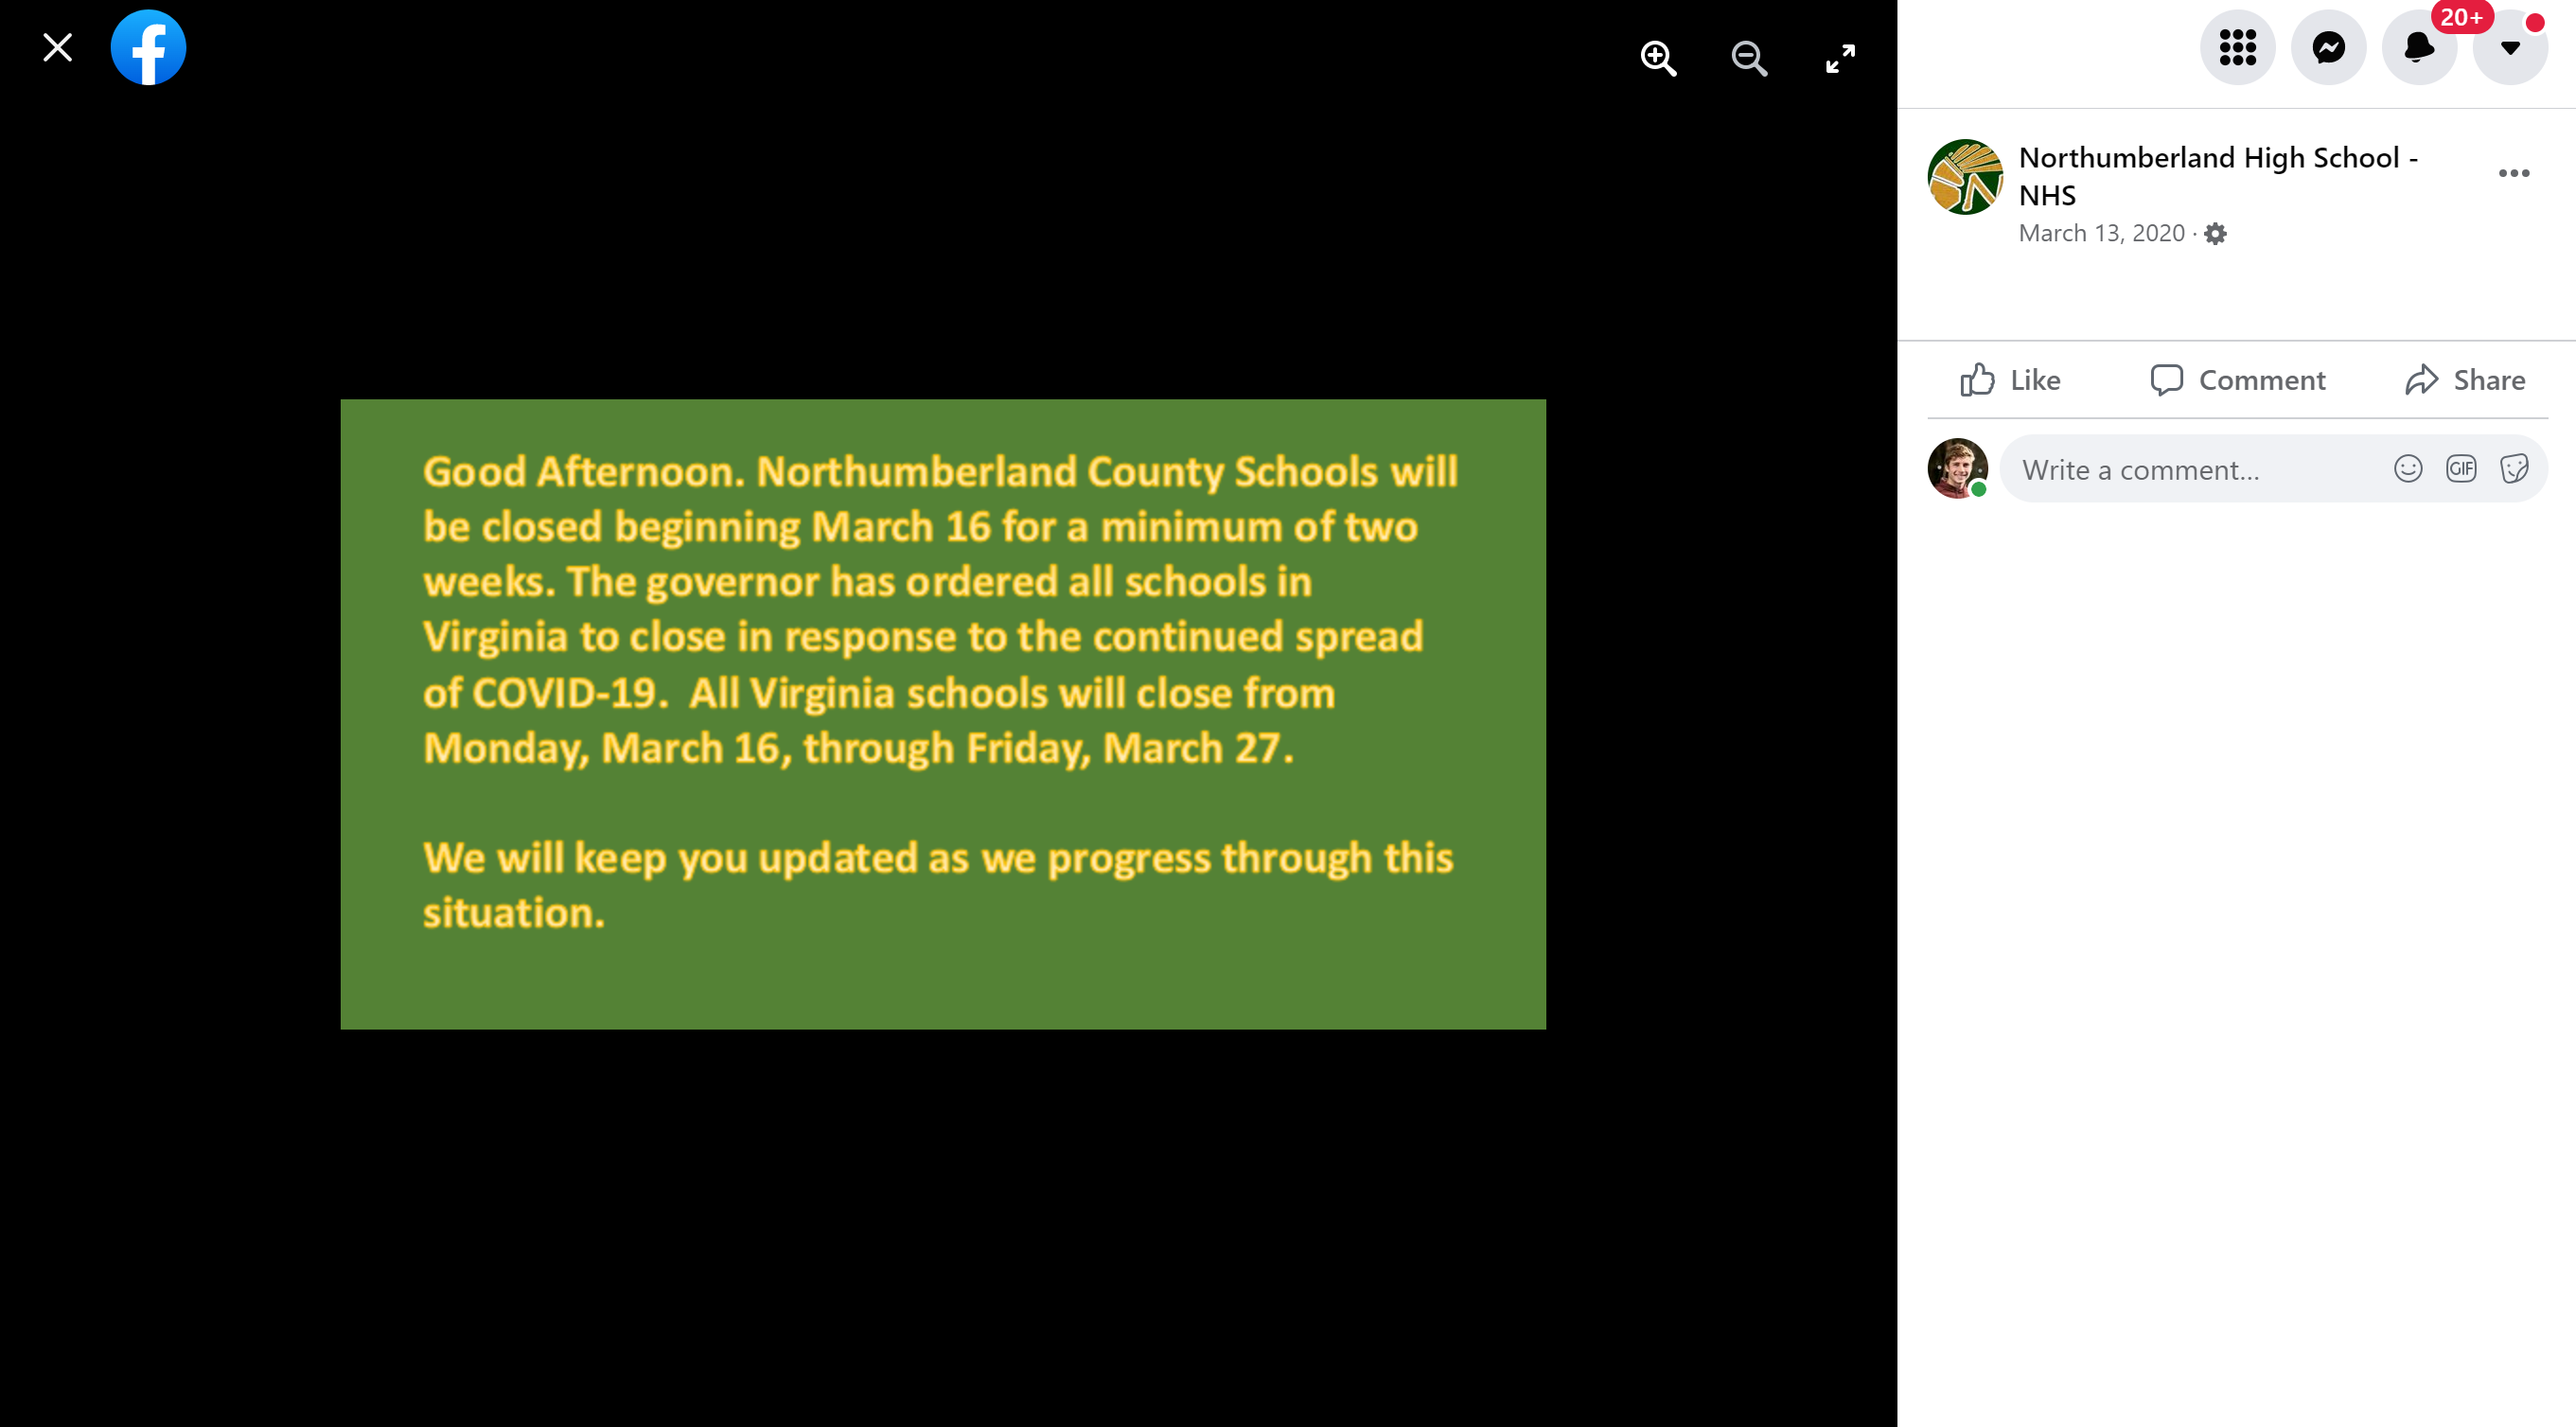 Good Afternoon. Northumberland County Schools will
be closed beginning March 16 for a minimum of two
weeks. The governor has ordered all schools in
Virginia to close in response to the continued spread
of COVID-19.  All Virginia schools will close from
Monday, March 16, through Friday, March 27.
We will keep you updated as we progress through this
situation.
20+
Northumberland High School -
NHS
March 13, 2020 ·
Like
Comment
Share
Write a comment...
GIF